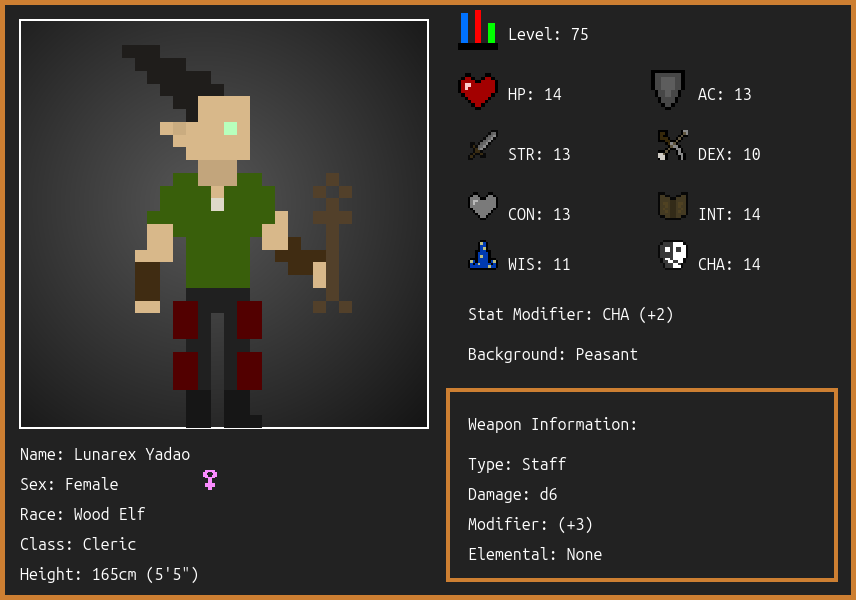 Level: 75
HP: 14
AC: 13
STR: 13
DEX: 10
CON: 13
INT: 14
WIS: 11
CHA: 14
Stat Modifier: CHA (+2)
Background: Peasant
Weapon Information:
Type: Staff
Damage: d6
Modifier: (+3)
Elemental: None
Name: Lunarex Yadao
Sex: Female
Race: Wood Elf
Class: Cleric
Height: 165cm (5'5")